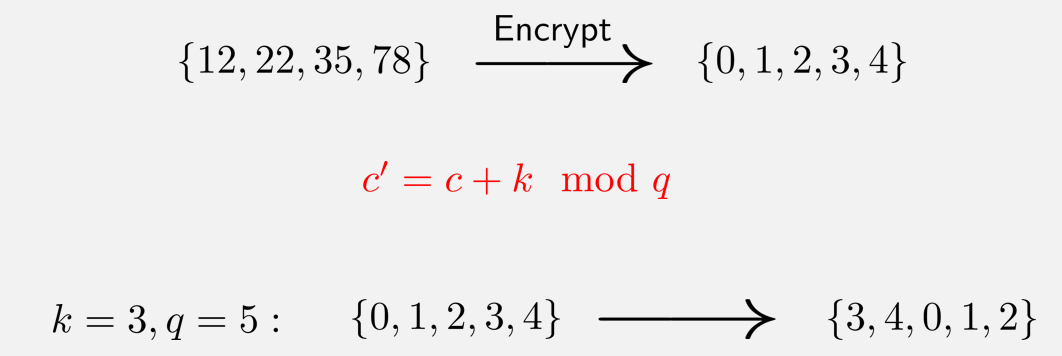 Encrypt
{12, 22, 35, 78} ⟶ {0, 1, 2, 3, 4}
c′ = c + k mod q
k = 3, q = 5 : {0, 1, 2, 3, 4} ⟶ {3, 4, 0, 1, 2}